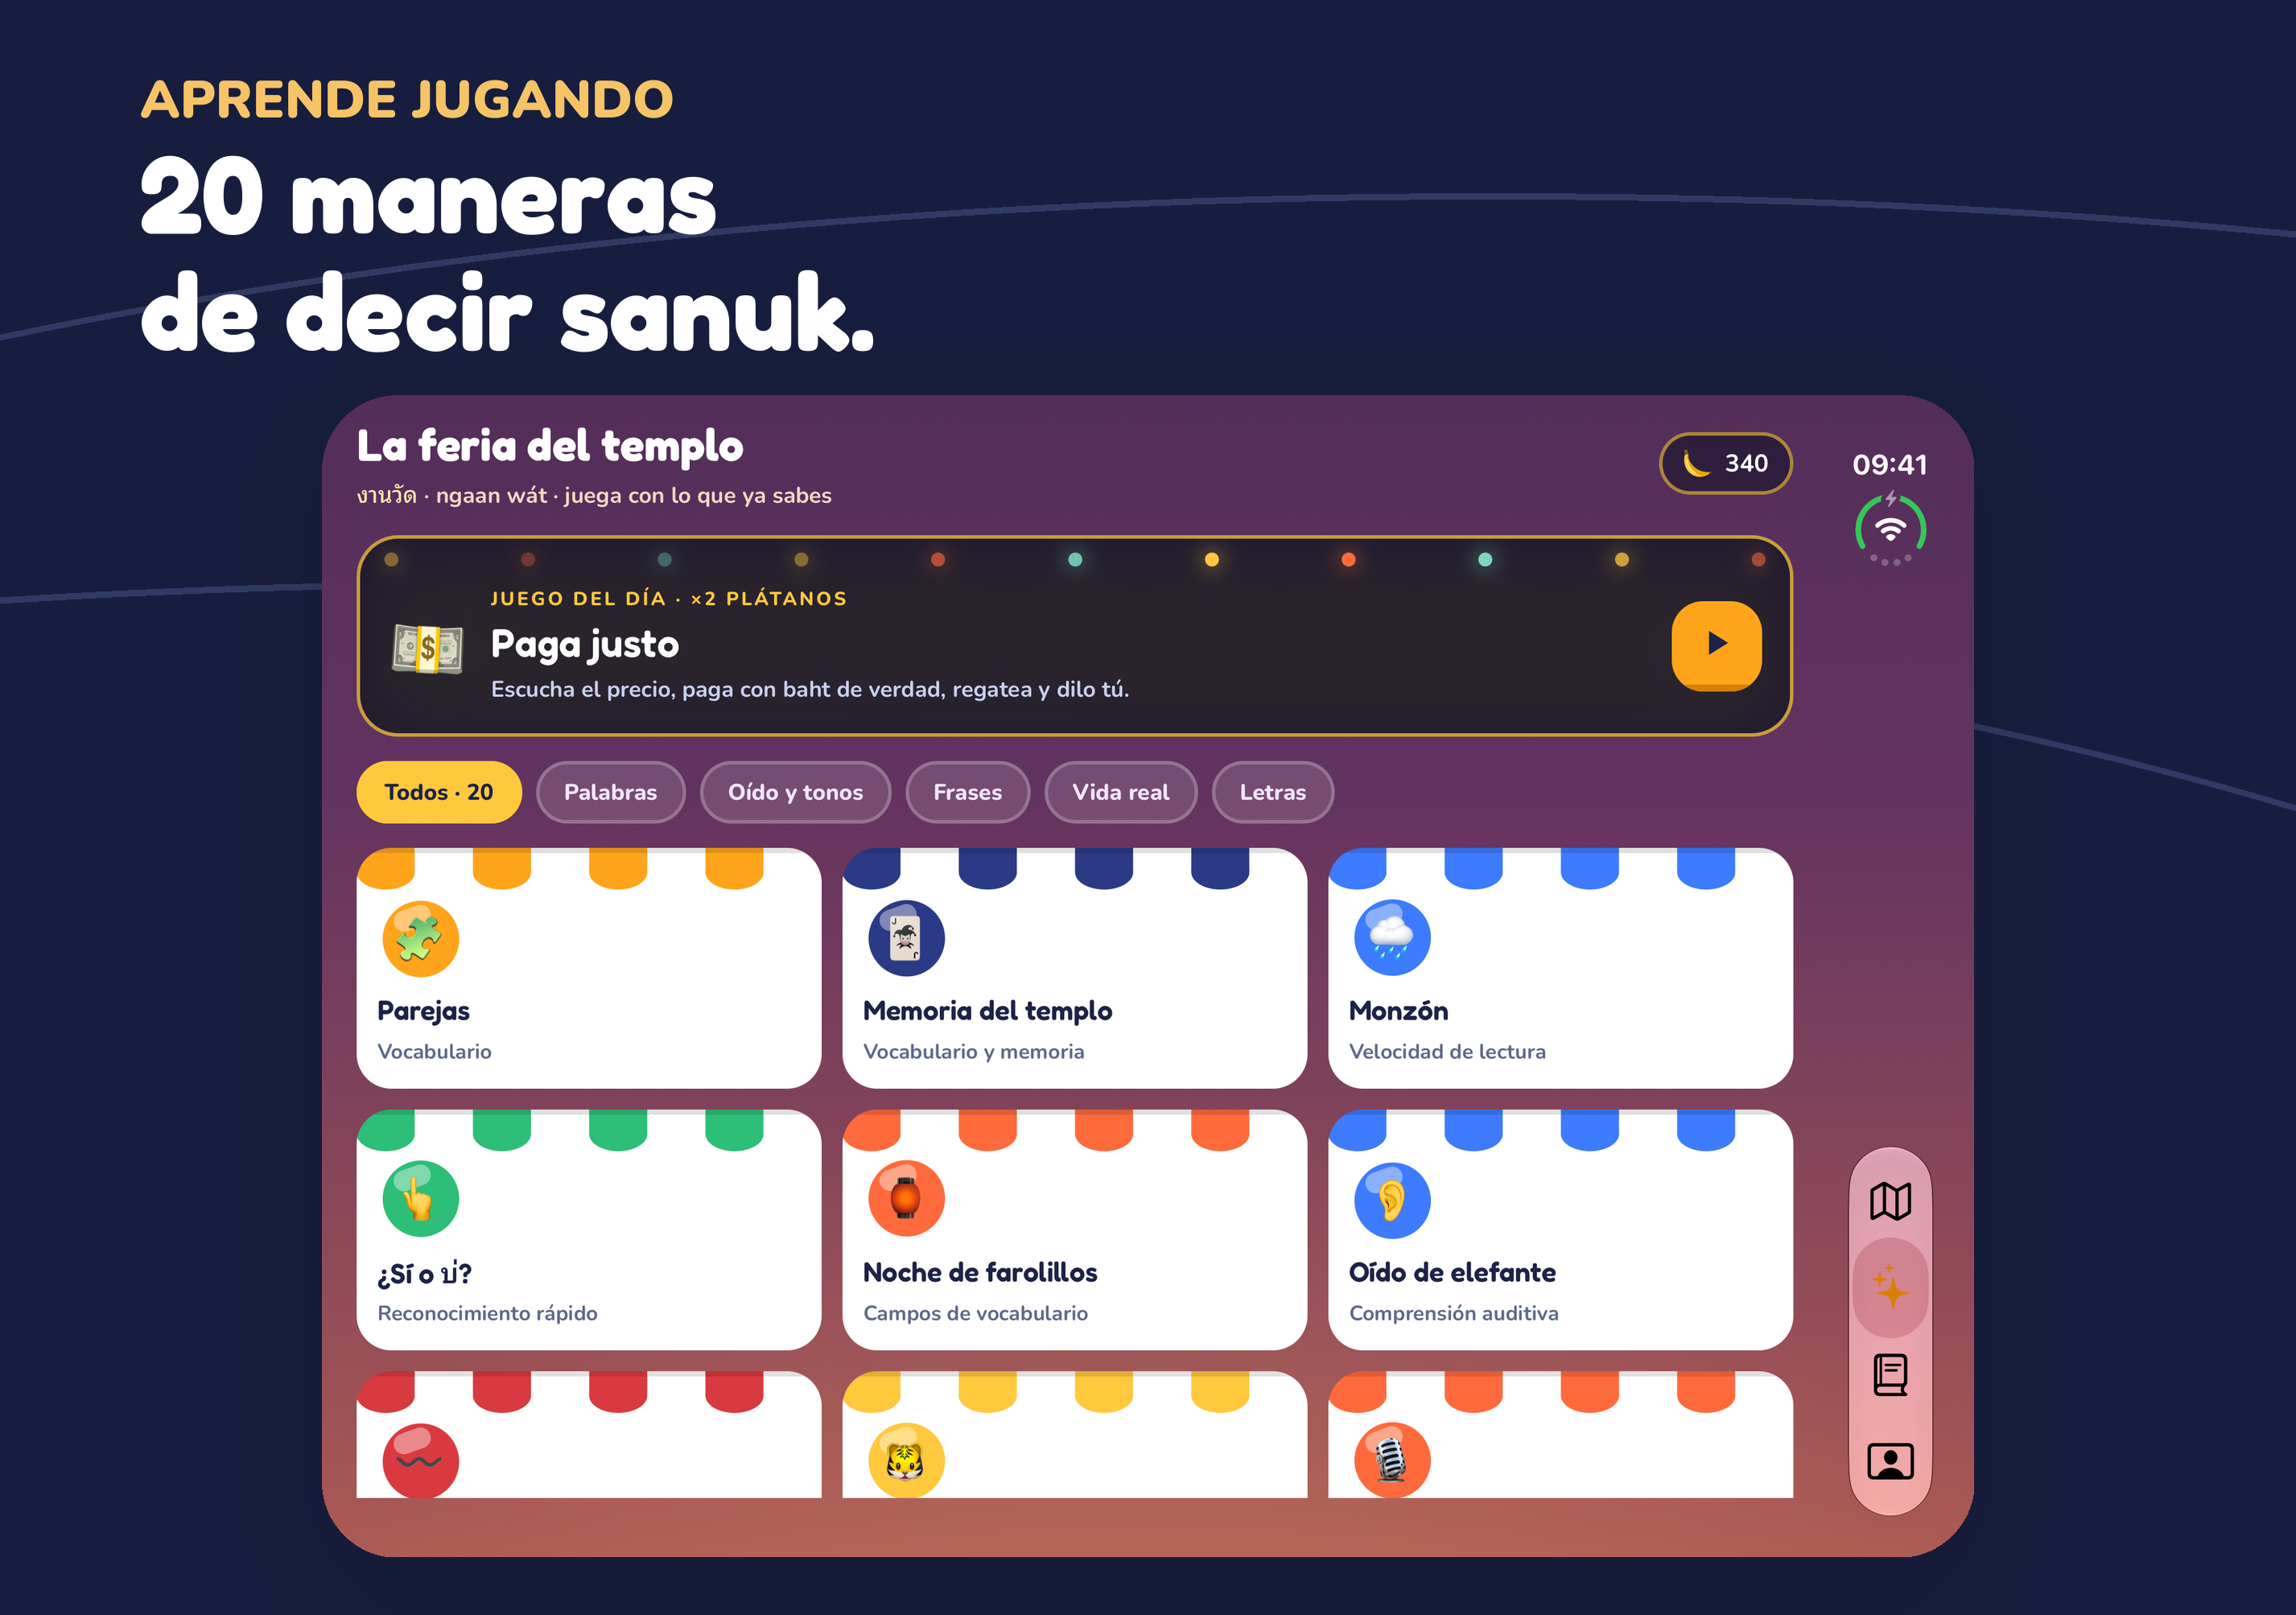 APRENDE JUGANDO
20 maneras
de decir sanuk.
La feria del templo
340
09:41
งานวัด · ngaan wát · juega con lo que ya sabes
JUEGO DEL DÍA · ×2 PLÁTANOS
Paga justo
Escucha el precio, paga con baht de verdad, regatea y dilo tú.
Todos · 20
Palabras
Oído y tonos
Frases
Vida real
Letras
Parejas
Vocabulario
Memoria del templo
Vocabulario y memoria
Monzón
Velocidad de lectura
¿Sí o บ่?
Reconocimiento rápido
Noche de farolillos
Campos de vocabulario
Oído de elefante
Comprensión auditiva